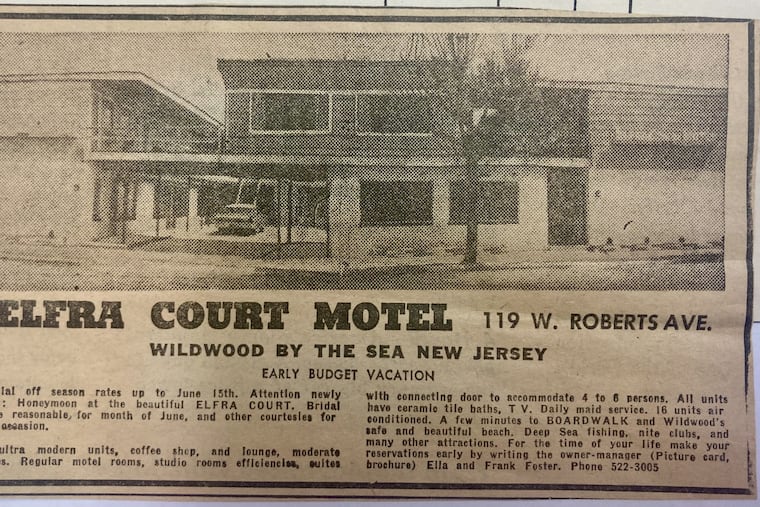 ELFRA COURT MOTEL 119 W. ROBERTS AVE.
WILDWOOD BY THE SEA NEW JERSEY
EARLY BUDGET VACATION
cial off season rates up to June 15th. Attention newly
: Honeymoon at the beautiful ELFRA COURT. Bridal
e reasonable, for month of June, and other courtesies for
occasion.
ultra modern units, coffee shop, and lounge, moderate
s. Regular motel rooms, studio rooms efficiencies, suites
with connecting door to accommodate 4 to 6 persons. All units
have ceramic tile baths, T V. Daily maid service. 16 units air
conditioned. A few minutes to BOARDWALK and Wildwood's
safe and beautiful beach. Deep Sea fishing, nite clubs, and
many other attractions. For the time of your life make your
reservations early by writing the owner-manager (Picture card,
brochure) Ella and Frank Foster. Phone 522-3005